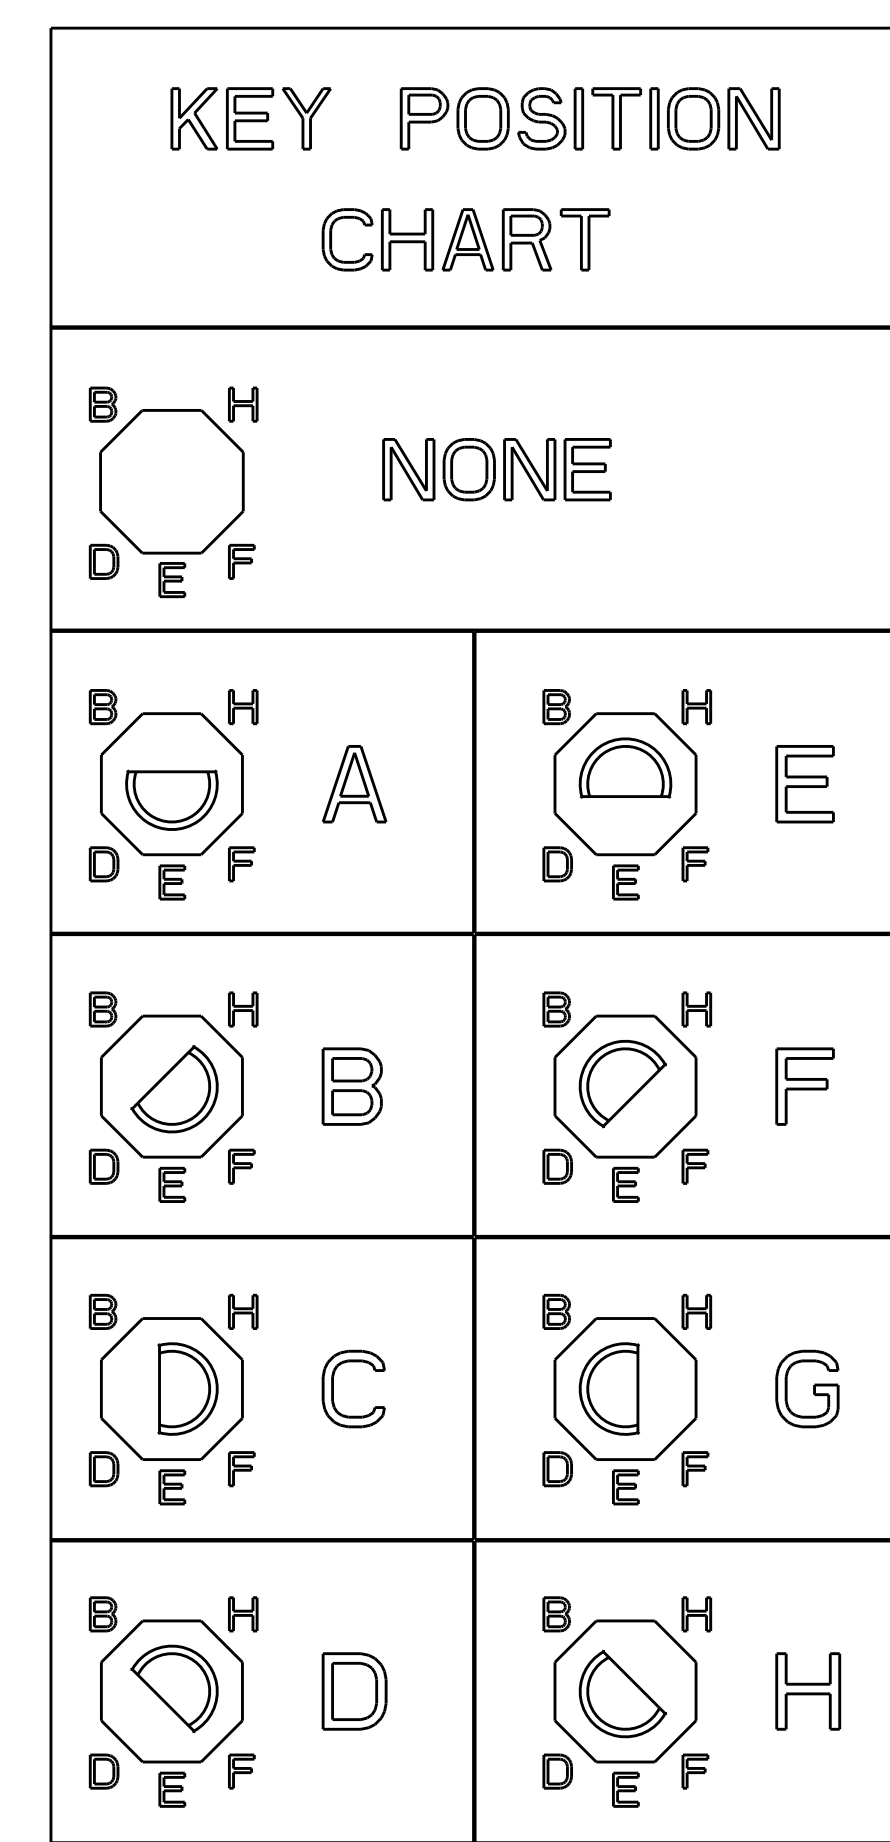 KEY POSITION
CHART
B H
NONE
D E F
B H B H
A E
D E F D E F
B H B H
B F
D E F D E F
B H B H
C G
D E F D E F
B H B H
D H
D E F D E F